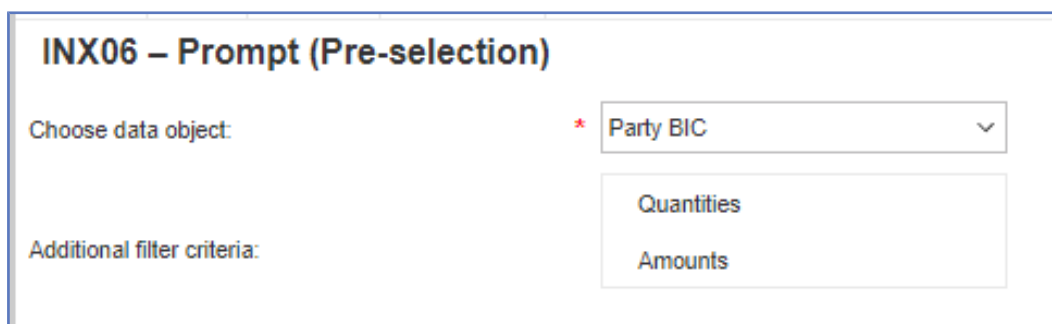 INX06 – Prompt (Pre-selection)
Choose data object: * Party BIC
Quantities
Additional filter criteria:
Amounts